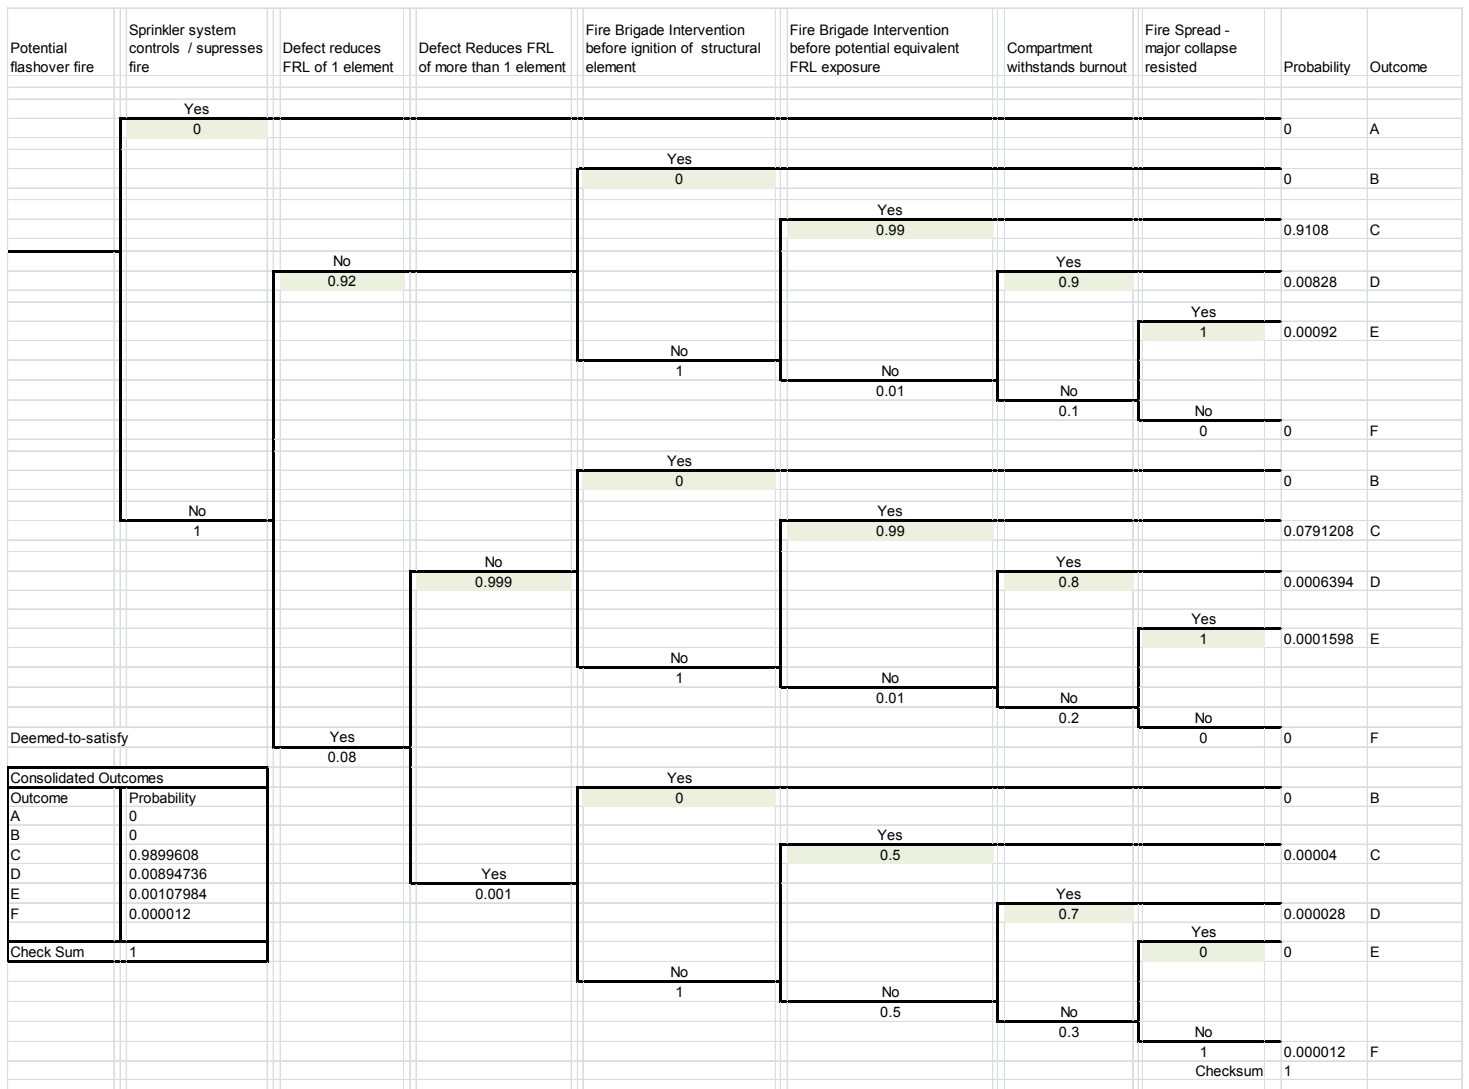 Potential
flashover fire
Sprinkler system
controls / supresses
fire
Defect reduces
FRL of 1 element
Defect Reduces FRL
of more than 1 element
Fire Brigade Intervention
before ignition of structural
element
Fire Brigade Intervention
before potential equivalent
FRL exposure
Compartment
withstands burnout
Fire Spread -
major collapse
resisted
Probability
Outcome
Yes
0
0 A
Yes
0
0 B
Yes
0.99
0.9108 C
No
0.92
Yes
0.9
0.00828 D
Yes
1
0.00092 E
No
1
No
0.01
No
0.1
No
0
0 F
Yes
0
0 B
No
1
Yes
0.99
0.0791208 C
No
0.999
Yes
0.8
0.0006394 D
Yes
1
0.0001598 E
No
1
No
0.01
No
0.2
No
0
0 F
Deemed-to-satisfy
Yes
0.08
Consolidated Outcomes
Outcome Probability
A 0
B 0
C 0.9899608
D 0.00894736
E 0.00107984
F 0.000012
Check Sum 1
Yes
0
0 B
Yes
0.5
0.00004 C
Yes
0.001
Yes
0.7
0.000028 D
Yes
0
0 E
No
1
No
0.5
No
0.3
No
1
0.000012 F
Checksum 1